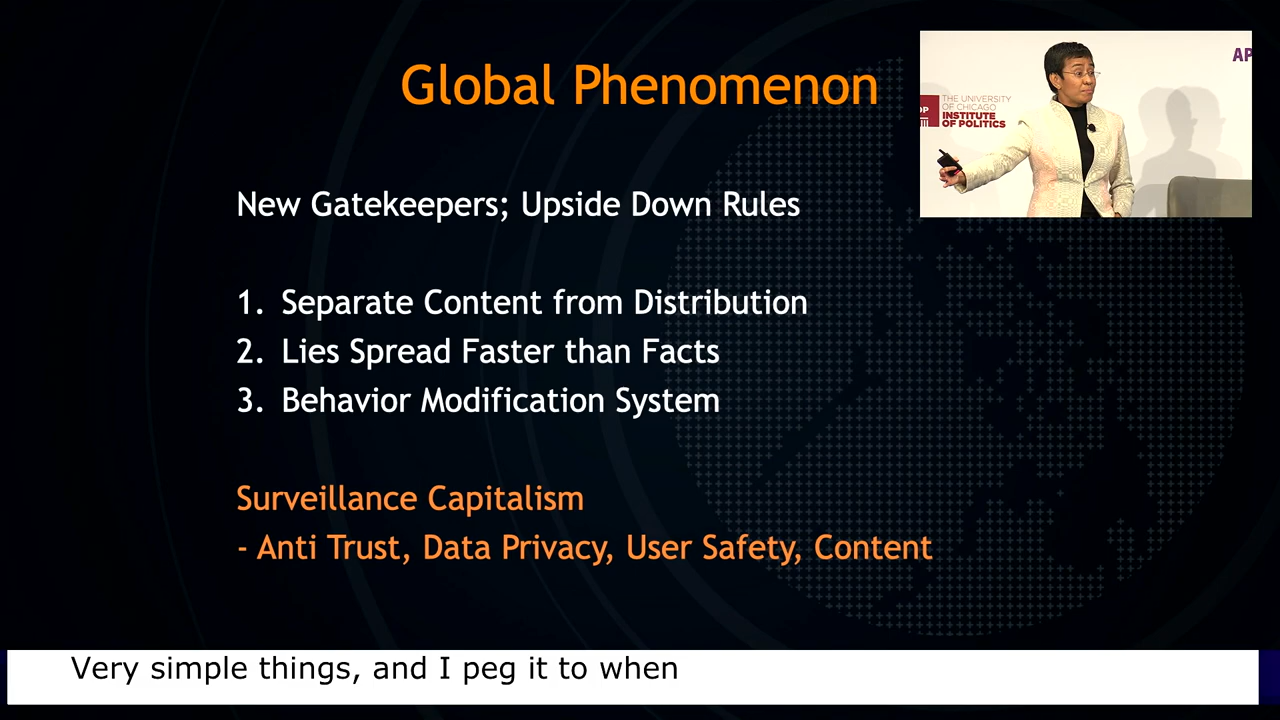 Global Phenomenon
AP
OP
THE UNIVERSITY
OF CHICAGO
INSTITUTE
OF POLITICS
New Gatekeepers; Upside Down Rules
1. Separate Content from Distribution
2. Lies Spread Faster than Facts
3. Behavior Modification System
Surveillance Capitalism
- Anti Trust, Data Privacy, User Safety, Content
Very simple things, and I peg it to when